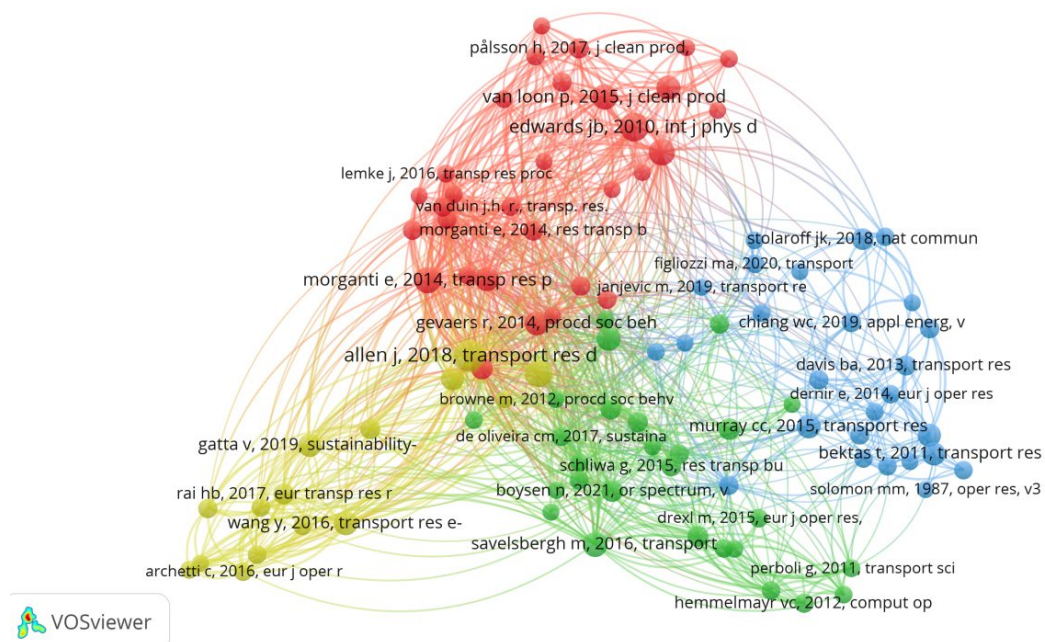 pålsson h, 2017, j clean prod,
van loon p, 2015, j clean prod
edwards jb, 2010, int j phys d
lemke j, 2016, transp res proc
van duin j.h. r., transp. res.
morganti e, 2014, res transp b
stolaroff jk, 2018, nat commun
figliozzi ma, 2020, transport
morganti e, 2014, transp res p
janjevic m, 2019, transport re
gevaers r, 2014, procd soc beh
chiang wc, 2019, appl energ, v
allen j, 2018, transport res d
davis ba, 2013, transport res
browne m, 2012, procd soc behv
dernir e, 2014, eur j oper res
de oliveira cm, 2017, sustaina
murray cc, 2015, transport res
gatta v, 2019, sustainability-
bektas t, 2011, transport res
schliwa g, 2015, res transp bu
rai hb, 2017, eur transp res r
boysen n, 2021, or spectrum, v
solomon mm, 1987, oper res, v3
wang y, 2016, transport res e-
drexl m, 2015, eur j oper res,
savelsbergh m, 2016, transport
archetti c, 2016, eur j oper r
perboli g, 2011, transport sci
hemmelmayr vc, 2012, comput op
VOSviewer